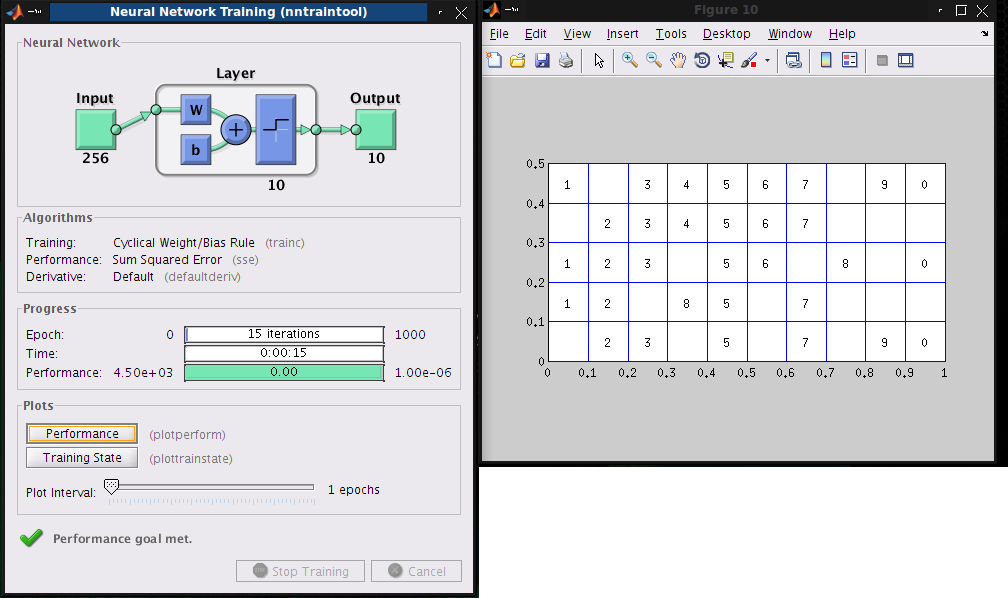 Neural Network Training (nntraintool)
Neural Network
Layer
Input
Output
W
b
+
256
10
10
Algorithms
Training: Cyclical Weight/Bias Rule (trainc)
Performance: Sum Squared Error (sse)
Derivative: Default (defaultderiv)
Progress
Epoch: 0 15 iterations 1000
Time: 0:00:15
Performance: 4.50e+03 0.00 1.00e-06
Plots
Performance (plotperform)
Training State (plottrainstate)
Plot Interval: 1 epochs
Performance goal met.
Stop Training Cancel
Figure 10
File Edit View Insert Tools Desktop Window Help
0.5
1 3 4 5 6 7 9 0
0.4
2 3 4 5 6 7
0.3
1 2 3 5 6 8 0
0.2
1 2 8 5 7
0.1
2 3 5 7 9 0
0
0 0.1 0.2 0.3 0.4 0.5 0.6 0.7 0.8 0.9 1